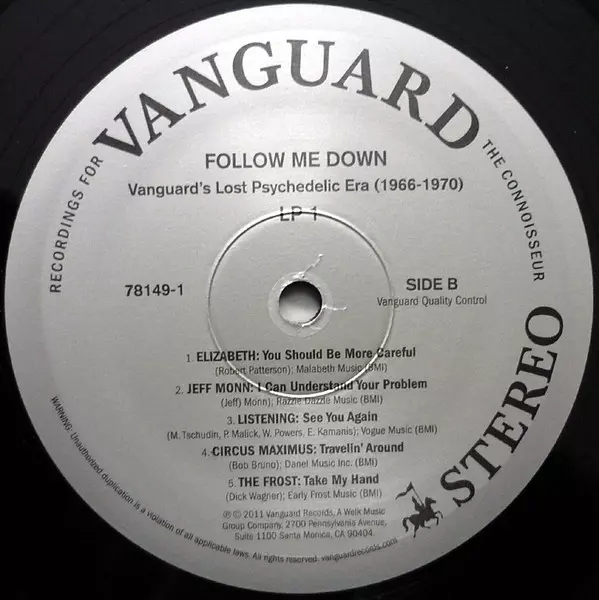 VANGUARD
RECORDINGS FOR
THE CONNOISSEUR
FOLLOW ME DOWN
Vanguard's Lost Psychedelic Era (1966-1970)
LP 1
78149-1
SIDE B
Vanguard Quality Control
1. ELIZABETH: You Should Be More Careful
(Robert Patterson); Malabeth Music (BMI)
2. JEFF MONN: I Can Understand Your Problem
(Jeff) Monn); Razzle Dazzle Music (BMI)
3. LISTENING: See You Again
(M. Tschudin, P. Malick, W. Powers, E. Kamanis); Vogue Music (BMI)
4. CIRCUS MAXIMUS: Travelin' Around
(Bob Bruno); Danel Music Inc. (BMI)
5. THE FROST: Take My Hand
(Dick Wagner); Early Frost Music (BMI)
℗ © 2011 Vanguard Records, A Welk Music
Group Company, 2700 Pennsylvania Avenue,
Suite 1100 Santa Monica, CA 90404.
WARNING: Unauthorized duplication is a violation of all applicable laws. All rights reserved. vanguardrecords.com
STEREO